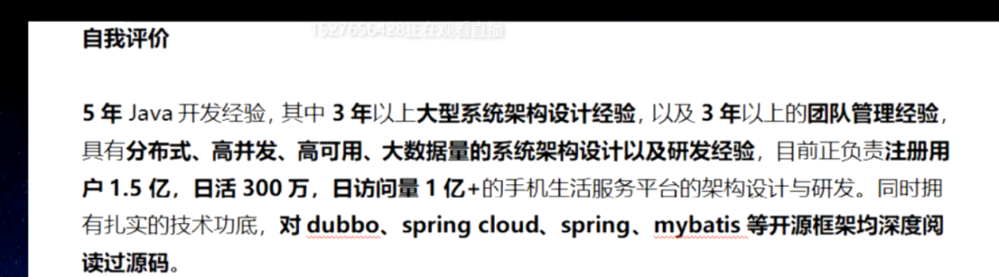 1527656428正在观看直播
自我评价
5 年 Java 开发经验, 其中 3 年以上大型系统架构设计经验, 以及 3 年以上的团队管理经验,
具有分布式、高并发、高可用、大数据量的系统架构设计以及研发经验，目前正负责注册用
户 1.5 亿，日活 300 万，日访问量 1 亿+的手机生活服务平台的架构设计与研发。同时拥
有扎实的技术功底，对 dubbo、spring cloud、spring、mybatis 等开源框架均深度阅
读过源码。